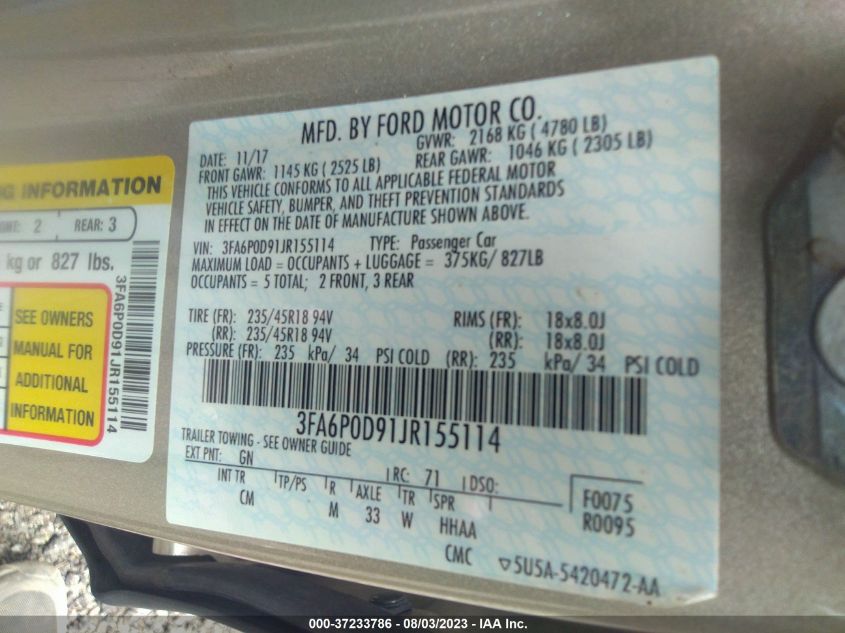 MFD. BY FORD MOTOR CO.
DATE: 11/17 GVWR: 2168 KG ( 4780 LB)
FRONT GAWR: 1145 KG ( 2525 LB) REAR GAWR: 1046 KG ( 2305 LB)
THIS VEHICLE CONFORMS TO ALL APPLICABLE FEDERAL MOTOR
VEHICLE SAFETY, BUMPER, AND THEFT PREVENTION STANDARDS
IN EFFECT ON THE DATE OF MANUFACTURE SHOWN ABOVE.
VIN: 3FA6P0D91JR155114 TYPE: Passenger Car
MAXIMUM LOAD = OCCUPANTS + LUGGAGE = 375KG/ 827LB
OCCUPANTS = 5 TOTAL; 2 FRONT, 3 REAR
TIRE (FR): 235/45R18 94V RIMS (FR): 18x8.0J
(RR): 235/45R18 94V (RR): 18x8.0J
PRESSURE (FR): 235 kPa/ 34 PSI COLD (RR): 235 kPa/ 34 PSI COLD
3FA6P0D91JR155114
TRAILER TOWING - SEE OWNER GUIDE
EXT PNT: GN RC: 71 DSO:
INT TR TP/PS R AXLE TR SPR
CM M 33 W HHAA
CMC
F0075
R0095
▽5U5A-5420472-AA
INFORMATION
2 REAR: 3
kg or 827 lbs.
SEE OWNERS
MANUAL FOR
ADDITIONAL
INFORMATION
3FA6P0D91JR155114
000-37233786 - 08/03/2023 - IAA Inc.